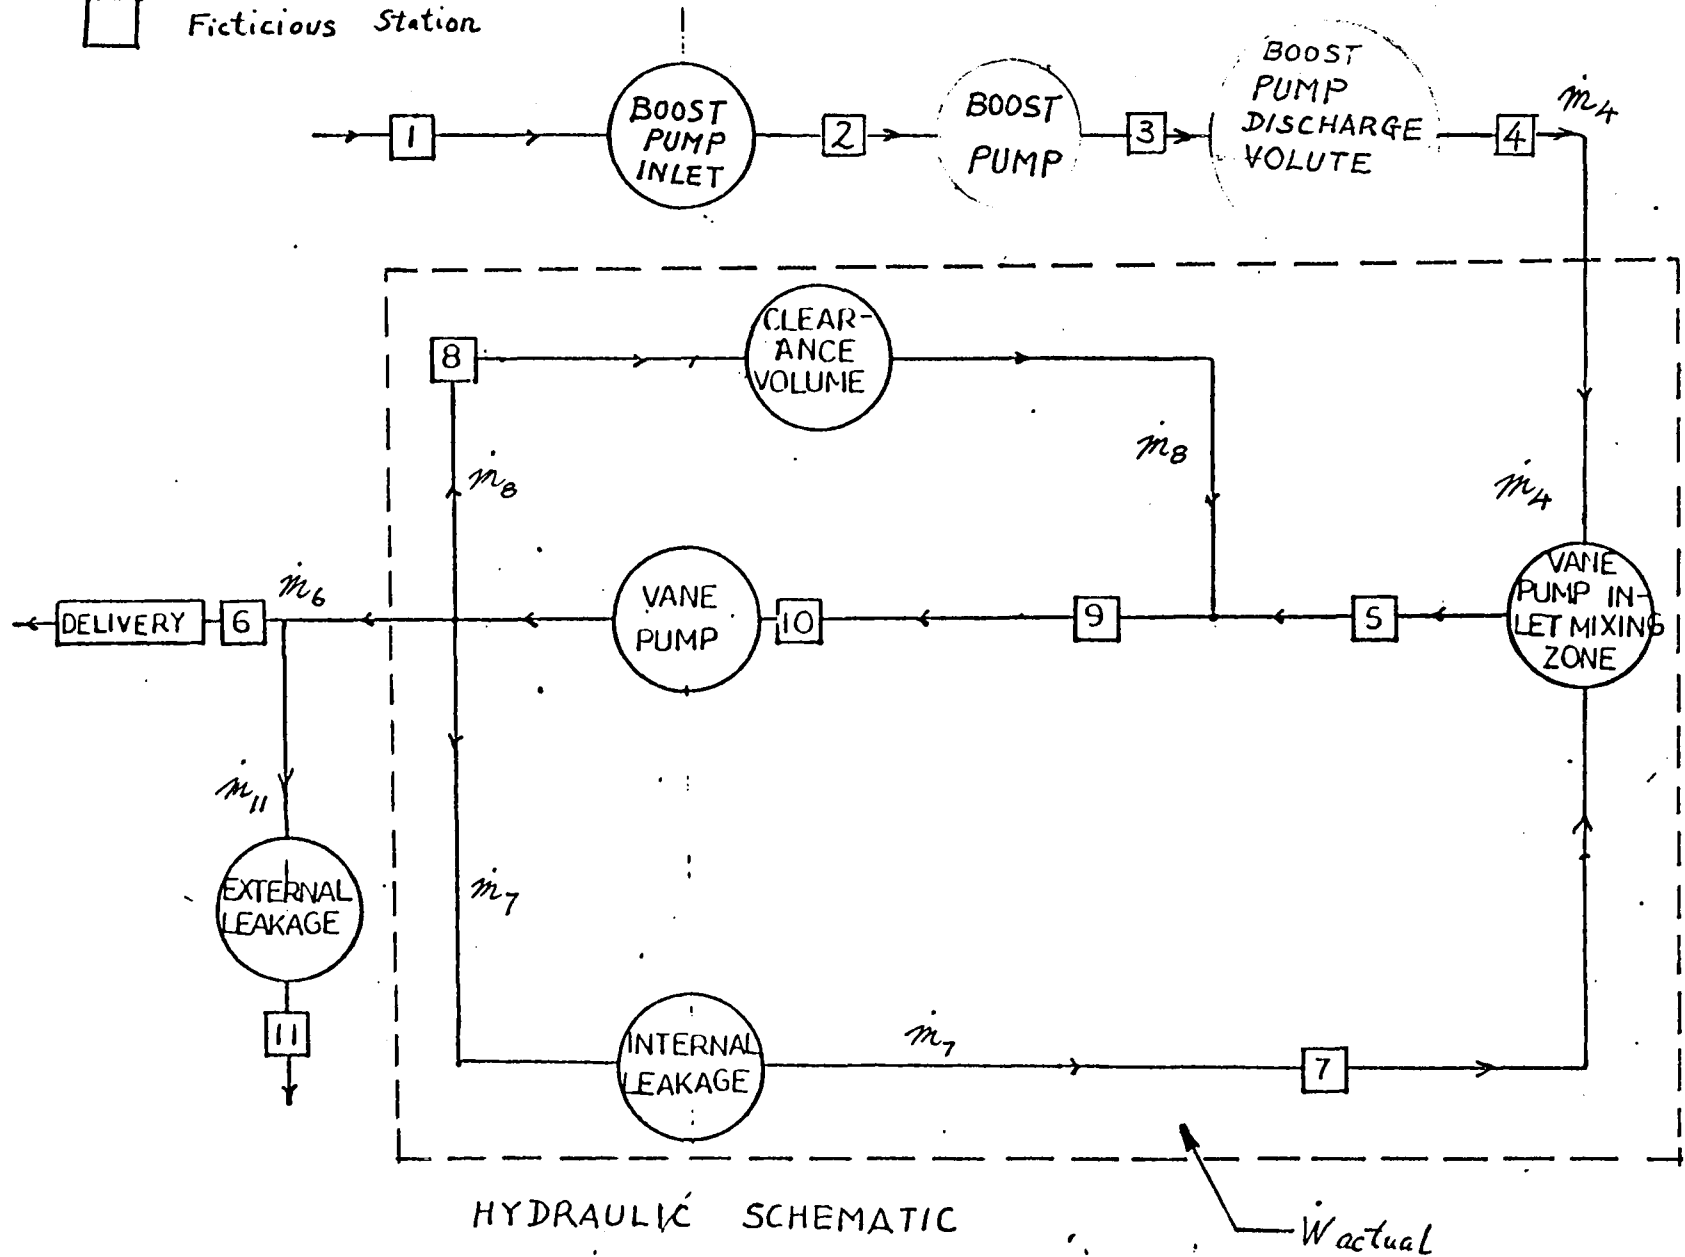 Ficticious Station
1
BOOST
PUMP
INLET
2
BOOST
PUMP
3
BOOST
PUMP
DISCHARGE
VOLUTE
4
ṁ4
8
CLEAR-
ANCE
VOLUME
ṁ8
ṁ8
ṁ4
DELIVERY
6
ṁ6
VANE
PUMP
10
9
5
VANE
PUMP IN-
LET MIXING
ZONE
ṁ11
EXTERNAL
LEAKAGE
11
ṁ7
INTERNAL
LEAKAGE
ṁ7
7
HYDRAULIC SCHEMATIC
Ẇ actual